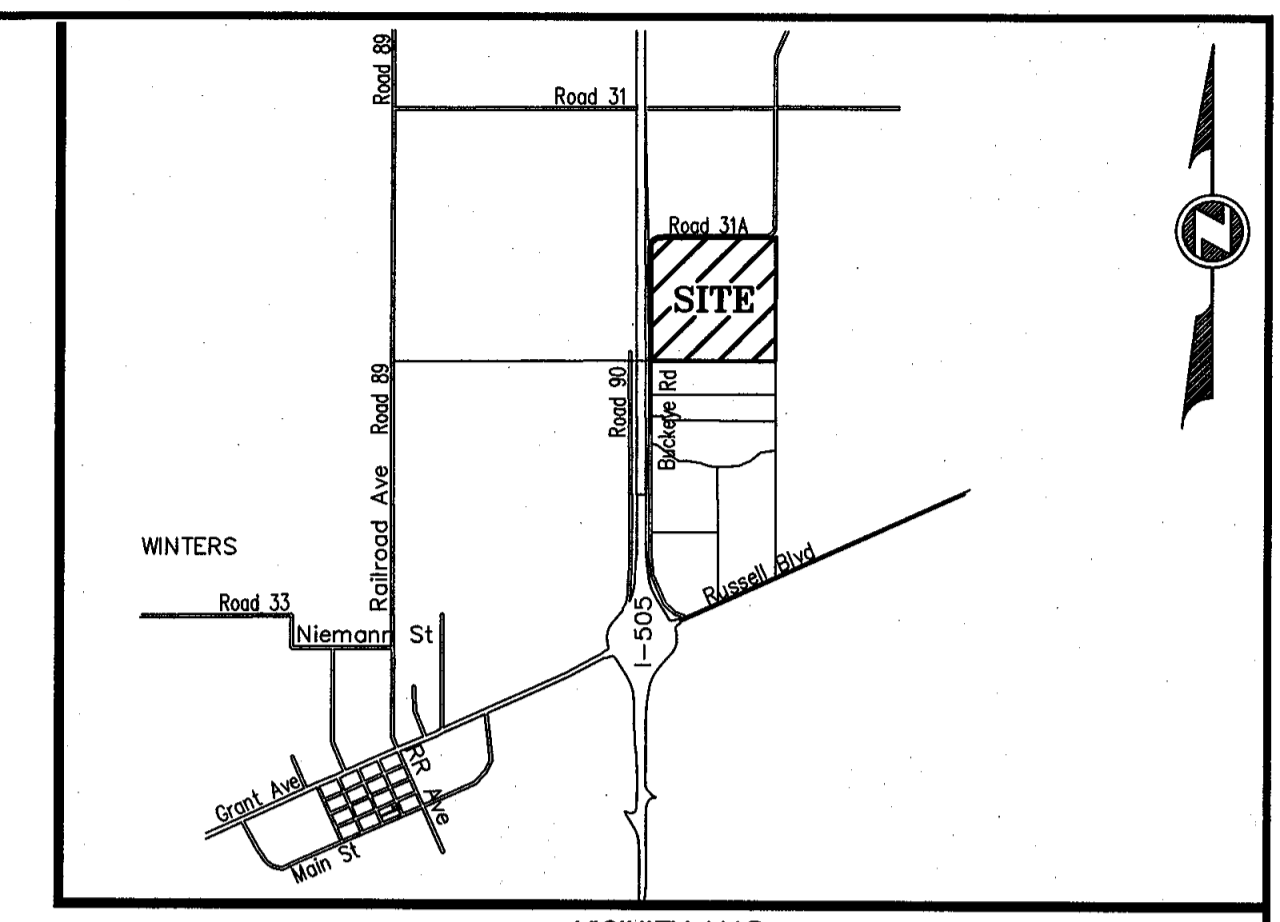 Road 89
Road 31
Road 31A
SITE
Road 89
Road 90
Buckeye Rd
Railroad Ave
WINTERS
Russell Blvd
Road 33
I-505
Niemann St
RR Ave
Grant Ave
Main St